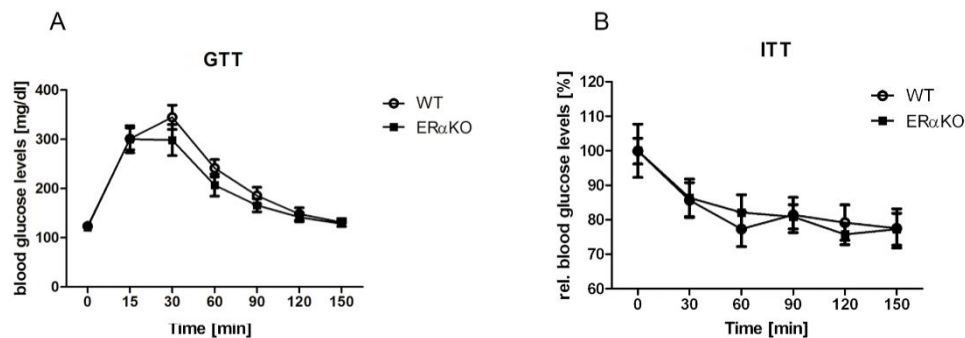 A
GTT
blood glucose levels [mg/dl]
400
300
200
100
0
0 15 30 60 90 120 150
Time [min]
WT
ERαKO
B
ITT
rel. blood glucose levels [%]
120
110
100
90
80
70
60
0 30 60 90 120 150
Time [min]
WT
ERαKO